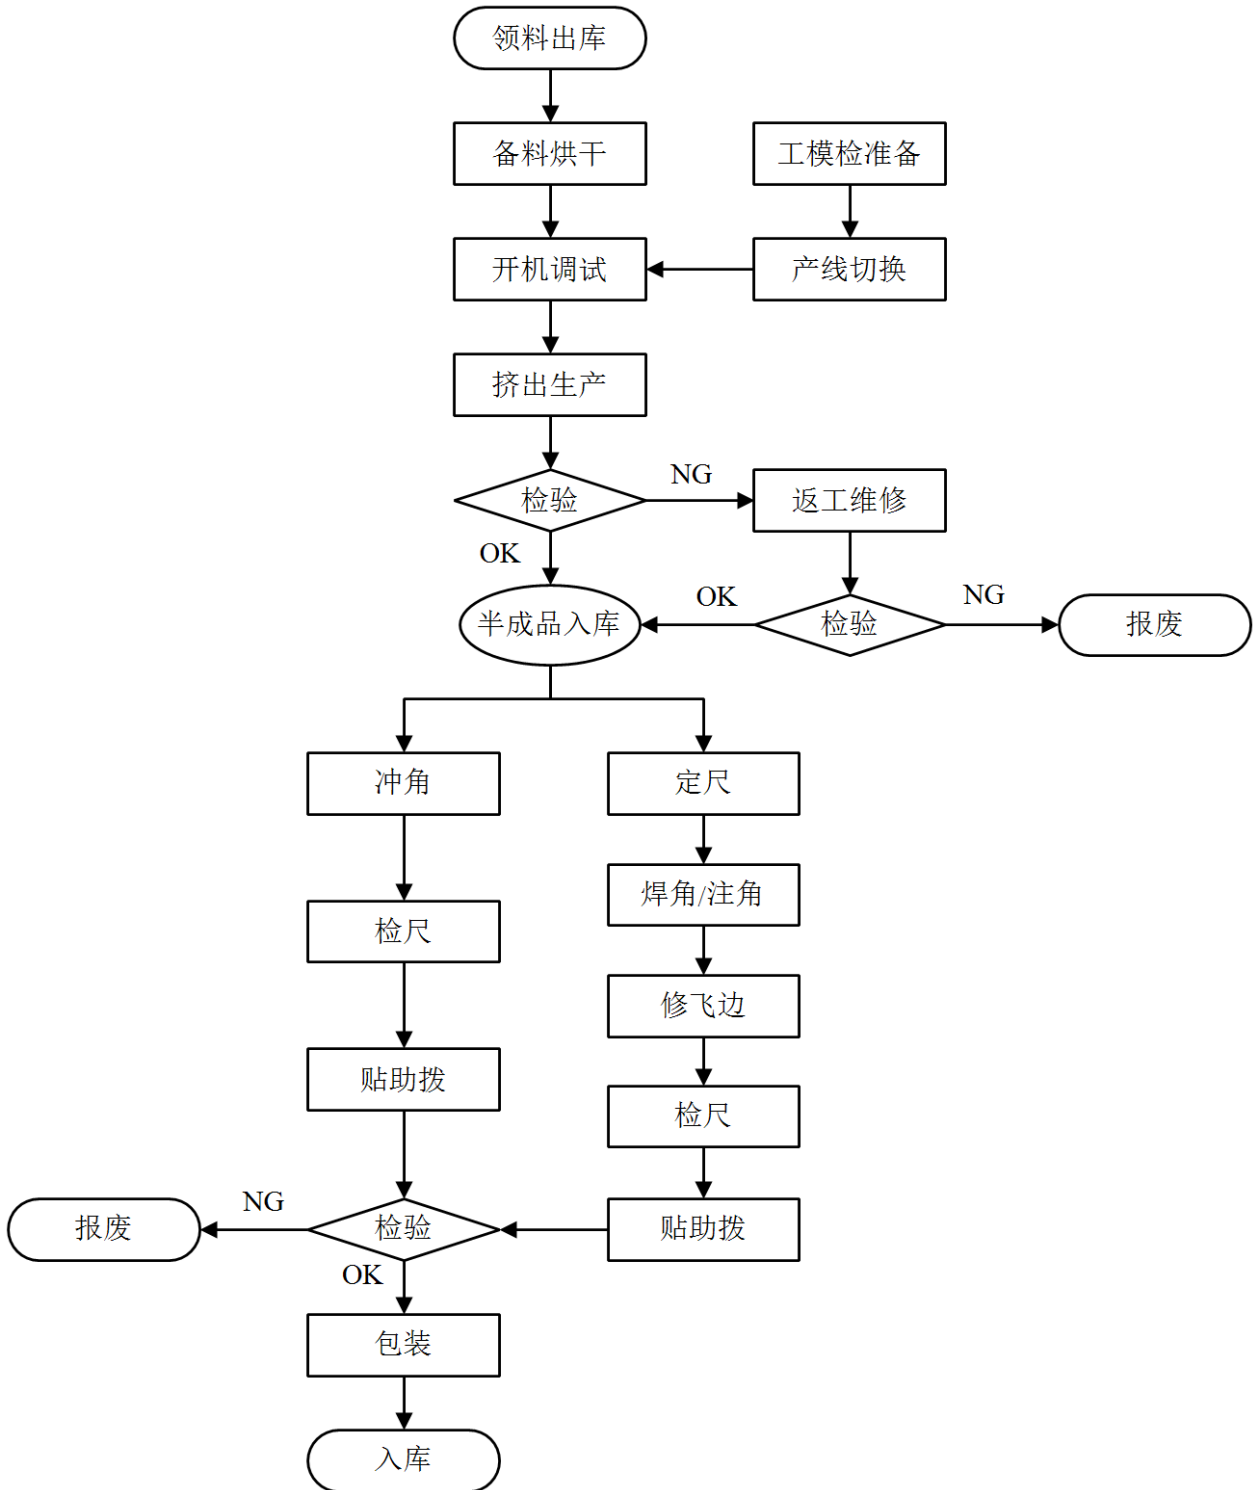 领料出库
备料烘干
工模检准备
开机调试
产线切换
挤出生产
NG
检验
返工维修
OK
OK
NG
半成品入库
检验
报废
冲角
定尺
焊角/注角
检尺
修飞边
贴助拨
检尺
NG
报废
检验
贴助拨
OK
包装
入库